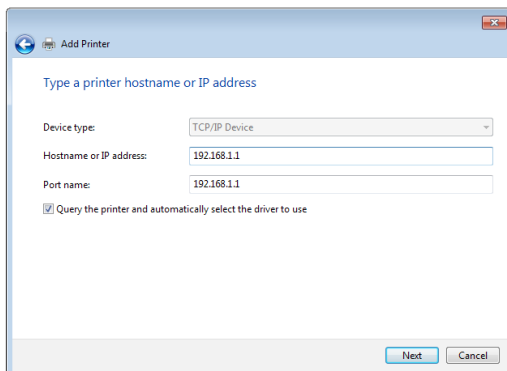 Add Printer
Type a printer hostname or IP address
Device type: TCP/IP Device
Hostname or IP address: 192.168.1.1
Port name: 192.168.1.1
Query the printer and automatically select the driver to use
Next Cancel